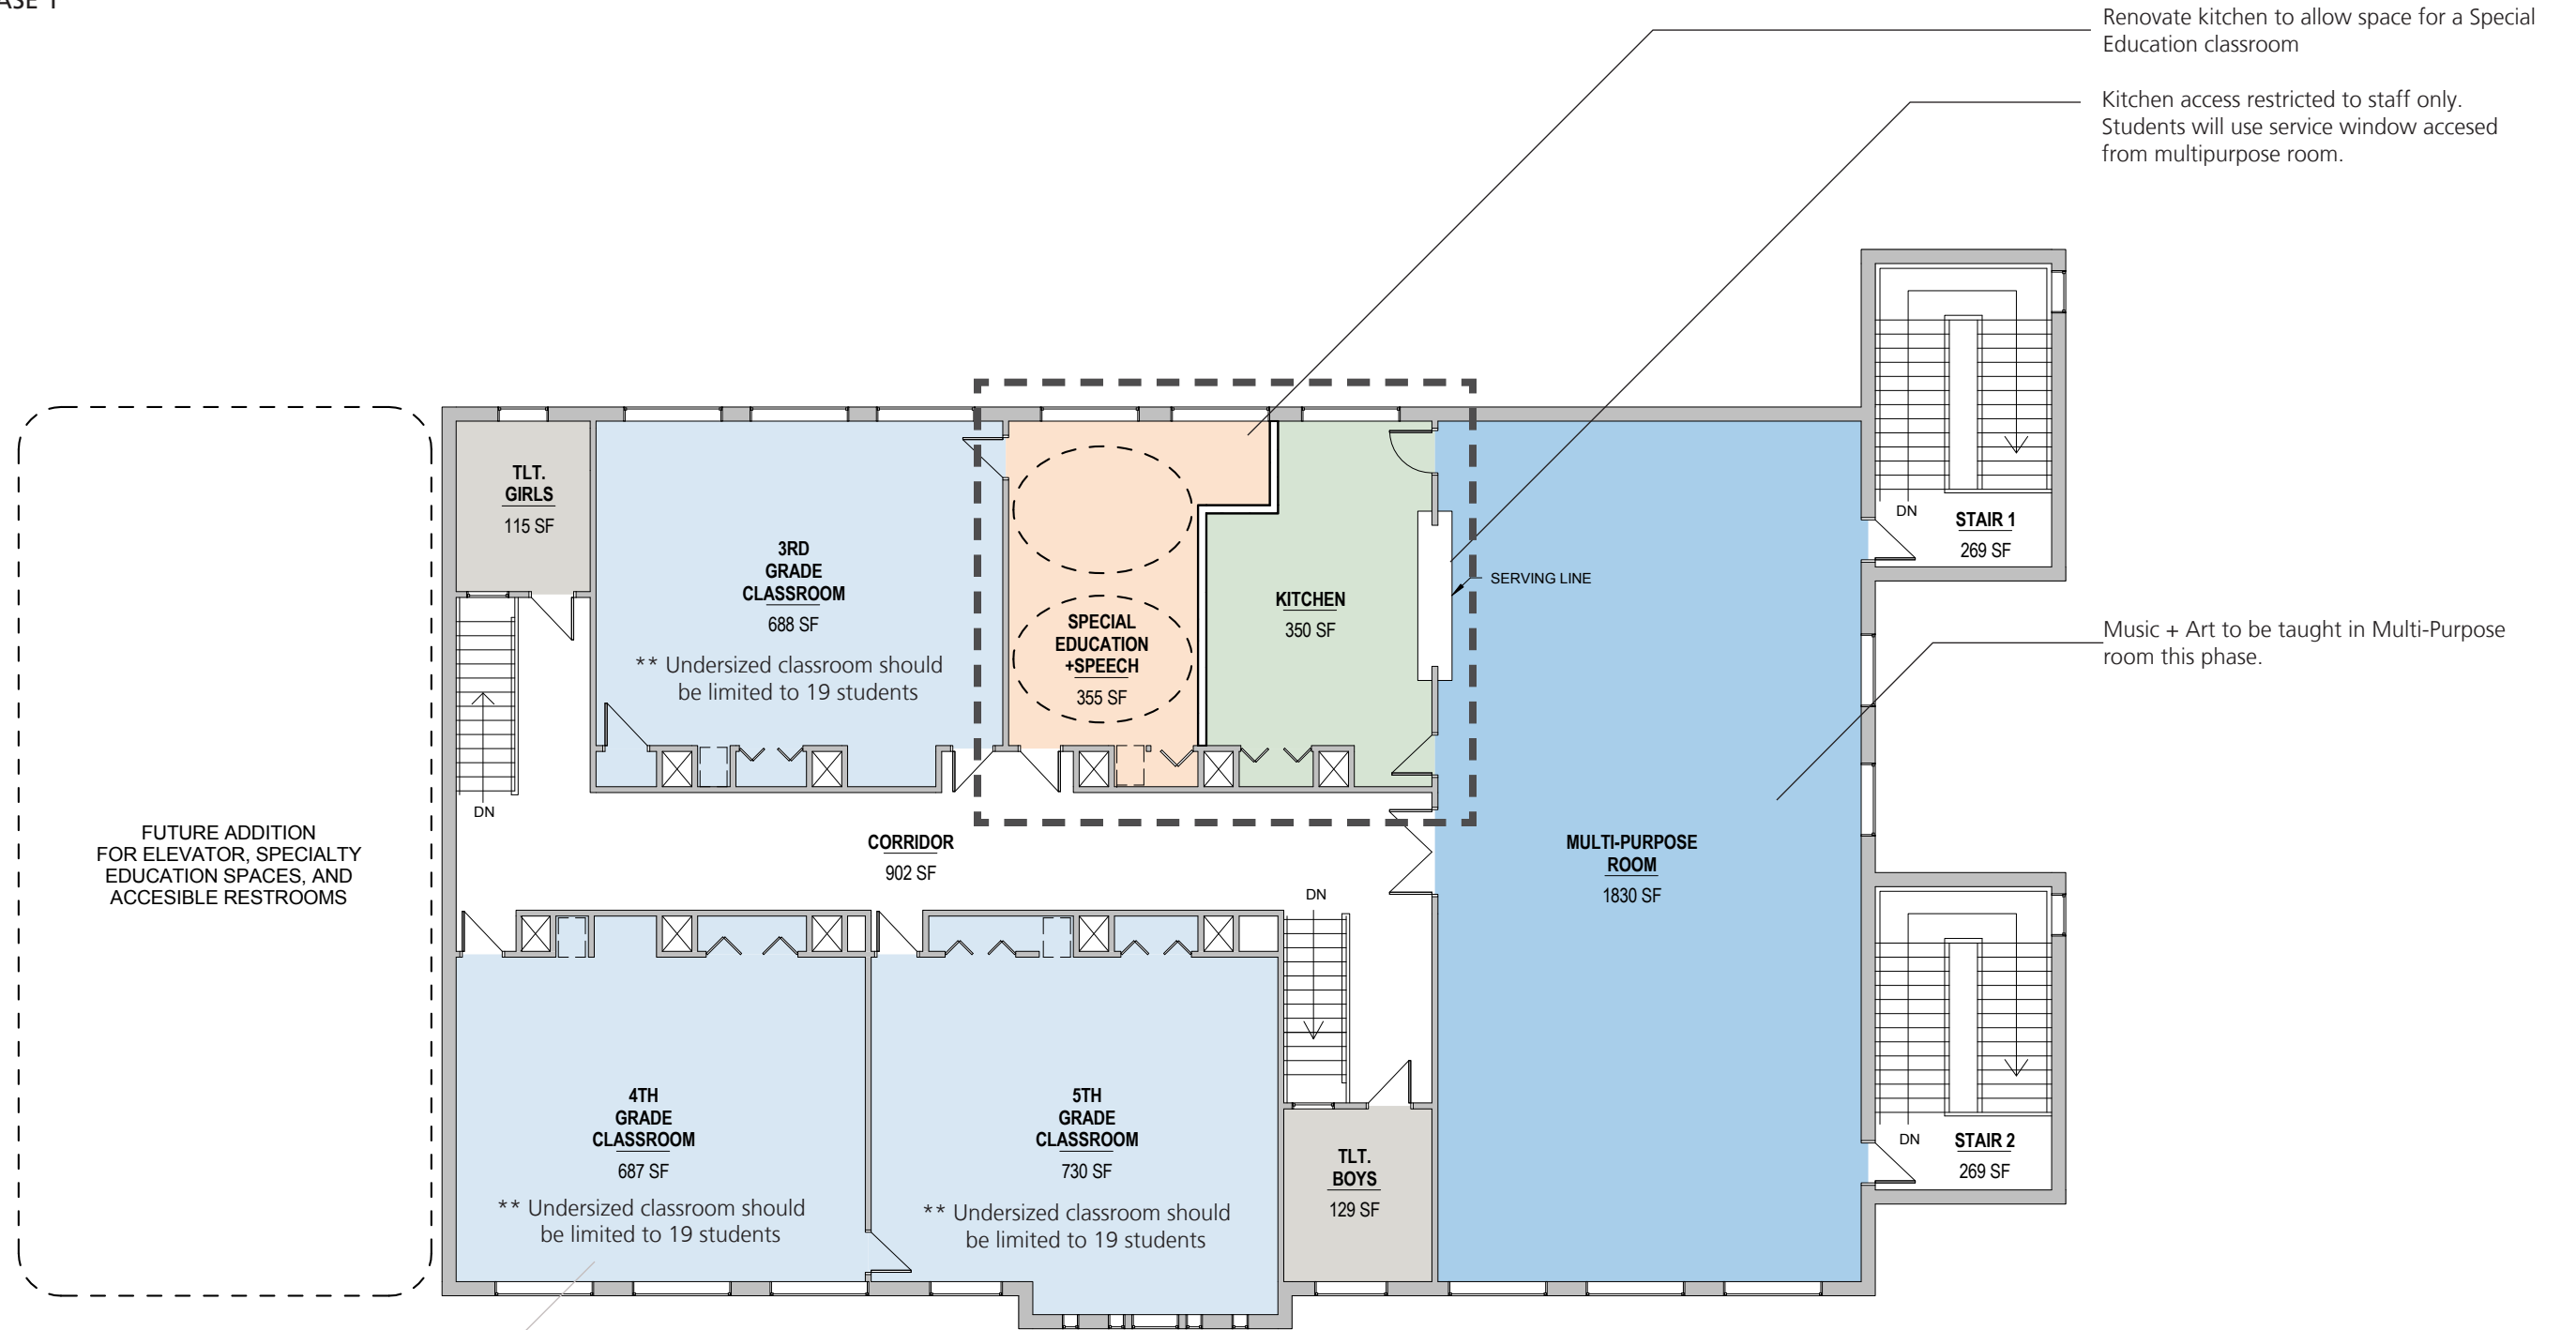 Renovate kitchen to allow space for a Special
Education classroom
Kitchen access restricted to staff only.
Students will use service window accesed
from multipurpose room.
TLT.
GIRLS
115 SF
3RD
GRADE
CLASSROOM
688 SF
** Undersized classroom should
be limited to 19 students
SPECIAL
EDUCATION
+SPEECH
355 SF
KITCHEN
350 SF
SERVING LINE
DN
STAIR 1
269 SF
Music + Art to be taught in Multi-Purpose
room this phase.
DN
FUTURE ADDITION
FOR ELEVATOR, SPECIALTY
EDUCATION SPACES, AND
ACCESIBLE RESTROOMS
CORRIDOR
902 SF
DN
MULTI-PURPOSE
ROOM
1830 SF
4TH
GRADE
CLASSROOM
687 SF
** Undersized classroom should
be limited to 19 students
5TH
GRADE
CLASSROOM
730 SF
** Undersized classroom should
be limited to 19 students
TLT.
BOYS
129 SF
DN
STAIR 2
269 SF